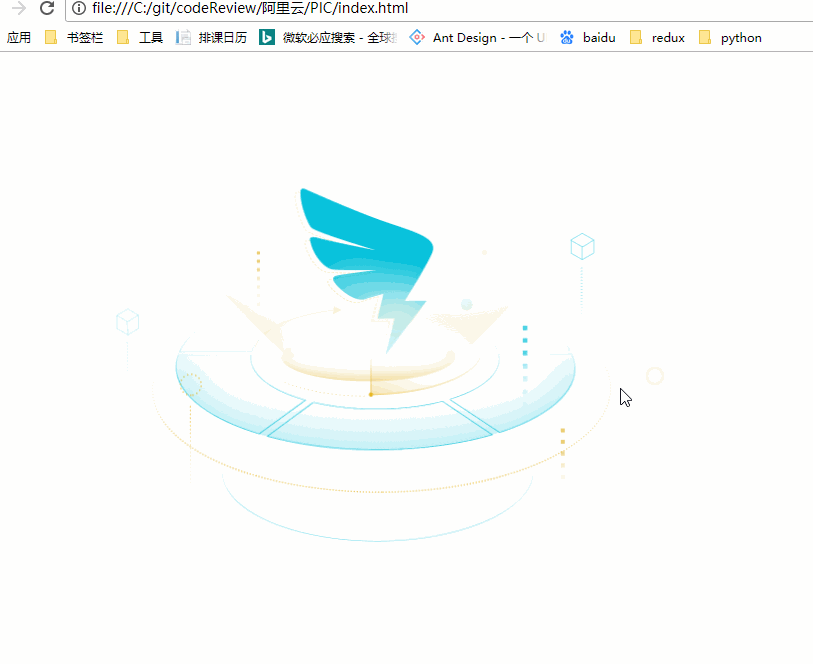 file:///C:/git/codeReview/阿里云/PIC/index.html
应用 书签栏 工具 排课日历 微软必应搜索 - 全球 Ant Design - 一个 U baidu redux python